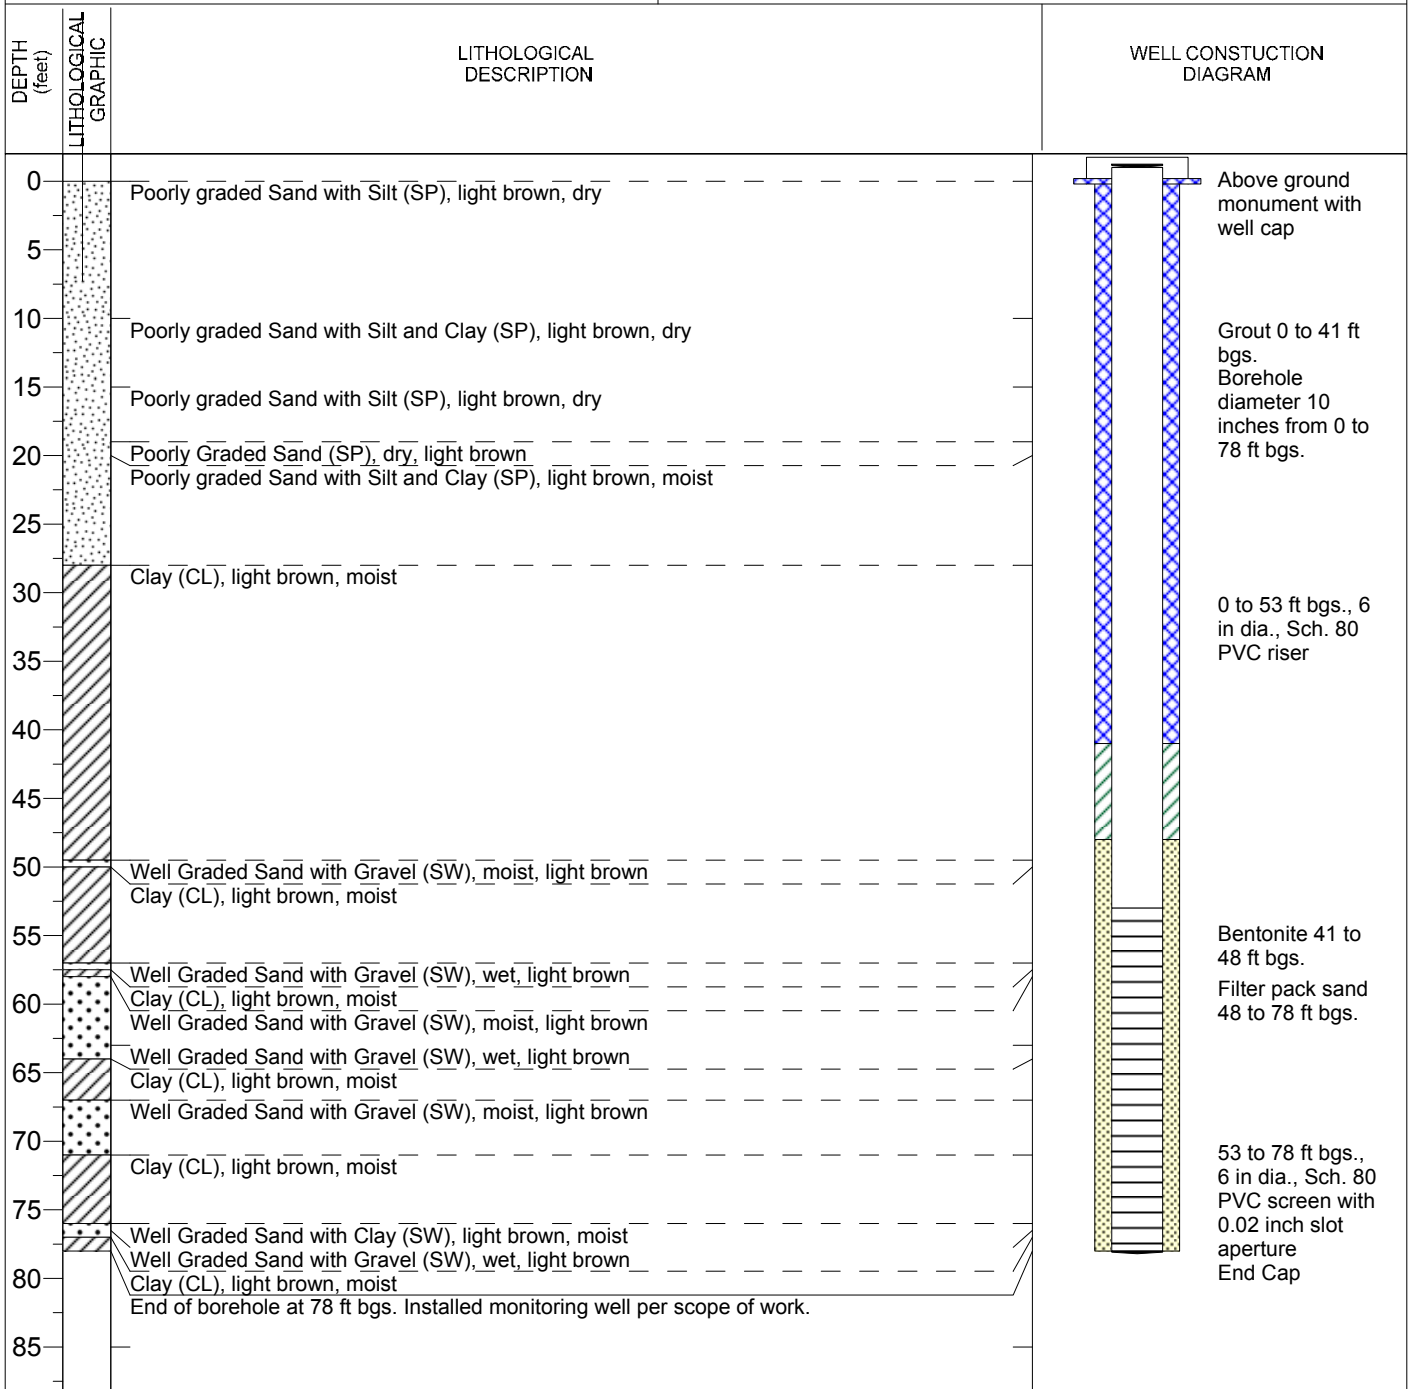 DEPTH
(feet)
LITHOLOGICAL
GRAPHIC
LITHOLOGICAL
DESCRIPTION
WELL CONSTUCTION
DIAGRAM
0
5
10
15
20
25
30
35
40
45
50
55
60
65
70
75
80
85
Poorly graded Sand with Silt (SP), light brown, dry
Poorly graded Sand with Silt and Clay (SP), light brown, dry
Poorly graded Sand with Silt (SP), light brown, dry
Poorly Graded Sand (SP), dry, light brown
Poorly graded Sand with Silt and Clay (SP), light brown, moist
Clay (CL), light brown, moist
Well Graded Sand with Gravel (SW), moist, light brown
Clay (CL), light brown, moist
Well Graded Sand with Gravel (SW), wet, light brown
Clay (CL), light brown, moist
Well Graded Sand with Gravel (SW), moist, light brown
Well Graded Sand with Gravel (SW), wet, light brown
Clay (CL), light brown, moist
Well Graded Sand with Gravel (SW), moist, light brown
Clay (CL), light brown, moist
Well Graded Sand with Clay (SW), light brown, moist
Well Graded Sand with Gravel (SW), wet, light brown
Clay (CL), light brown, moist
End of borehole at 78 ft bgs. Installed monitoring well per scope of work.
Above ground
monument with
well cap
Grout 0 to 41 ft
bgs.
Borehole
diameter 10
inches from 0 to
78 ft bgs.
0 to 53 ft bgs., 6
in dia., Sch. 80
PVC riser
Bentonite 41 to
48 ft bgs.
Filter pack sand
48 to 78 ft bgs.
53 to 78 ft bgs.,
6 in dia., Sch. 80
PVC screen with
0.02 inch slot
aperture
End Cap